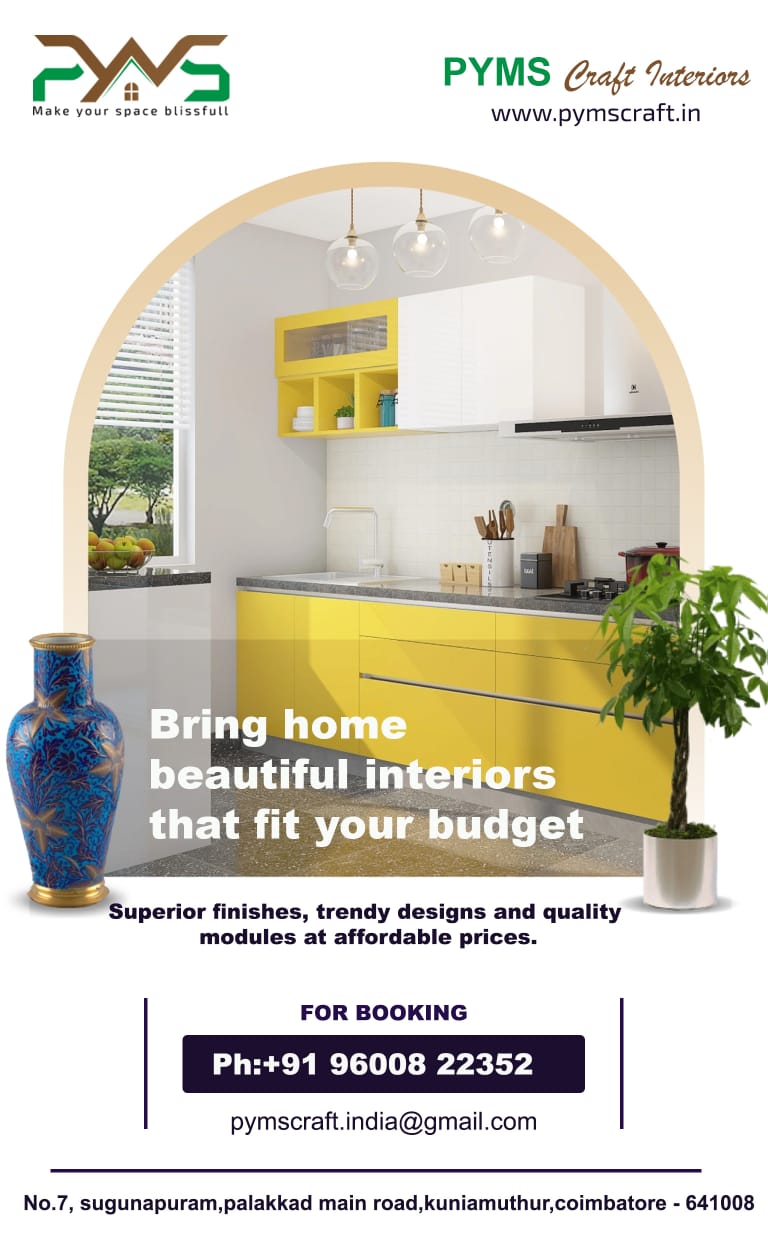 PYMS
Make your space blissfull
PYMS Craft Interiors
www.pymscraft.in
UTENSILS
Bring home
beautiful interiors
that fit your budget
Superior finishes, trendy designs and quality
modules at affordable prices.
FOR BOOKING
Ph:+91 96008 22352
pymscraft.india@gmail.com
No.7, sugunapuram,palakkad main road,kuniamuthur,coimbatore - 641008